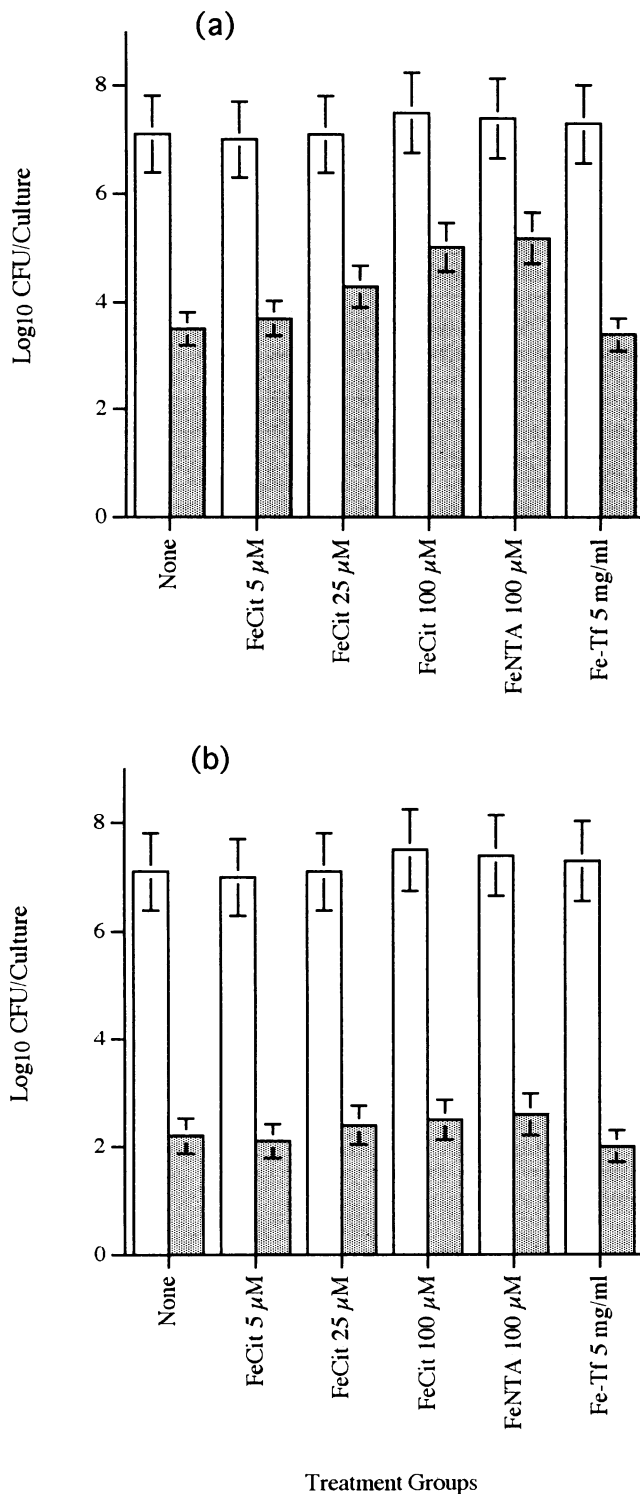 (a)
Log10 CFU/Culture
8
6
4
2
0
None
FeCit 5 µM
FeCit 25 µM
FeCit 100 µM
FeNTA 100 µM
Fe-Tf 5 mg/ml
(b)
Log10 CFU/Culture
8
6
4
2
0
None
FeCit 5 µM
FeCit 25 µM
FeCit 100 µM
FeNTA 100 µM
Fe-Tf 5 mg/ml
Treatment Groups